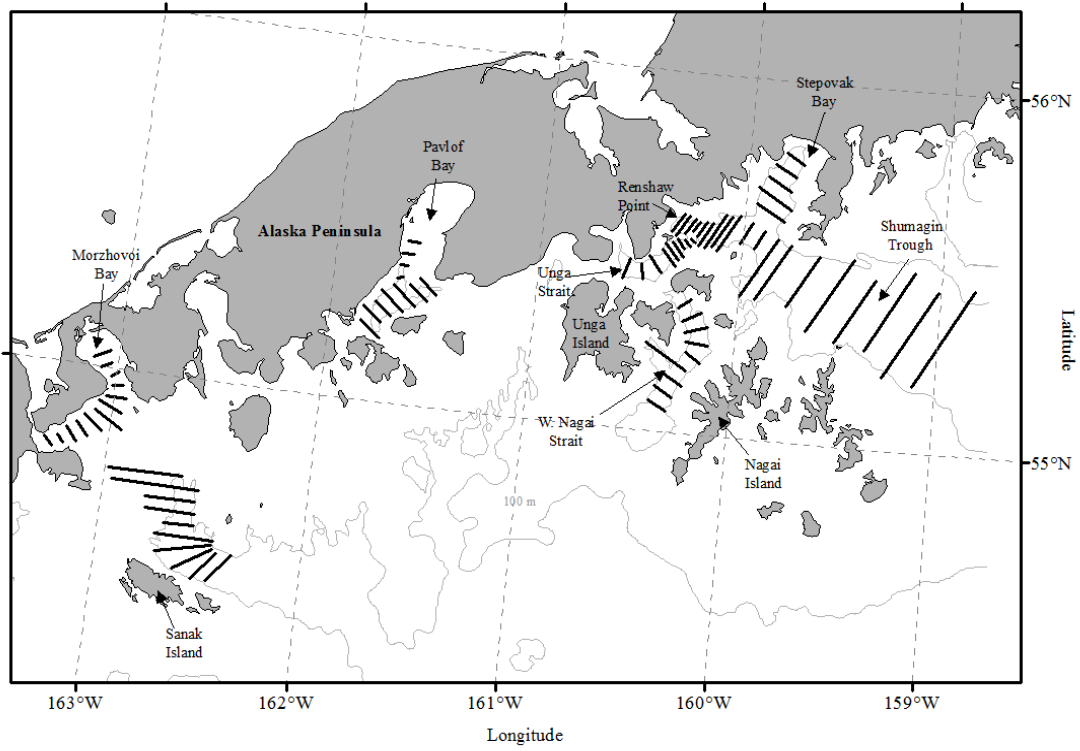 Stepovak
Bay
56°N
Pavlof
Bay
Renshaw
Point
Alaska Peninsula
Shumagin
Trough
Morzhovoi
Bay
Unga
Strait
Unga
Island
Latitude
W. Nagai
Strait
Nagai
Island
55°N
100 m
Sanak
Island
163°W
162°W
161°W
160°W
159°W
Longitude